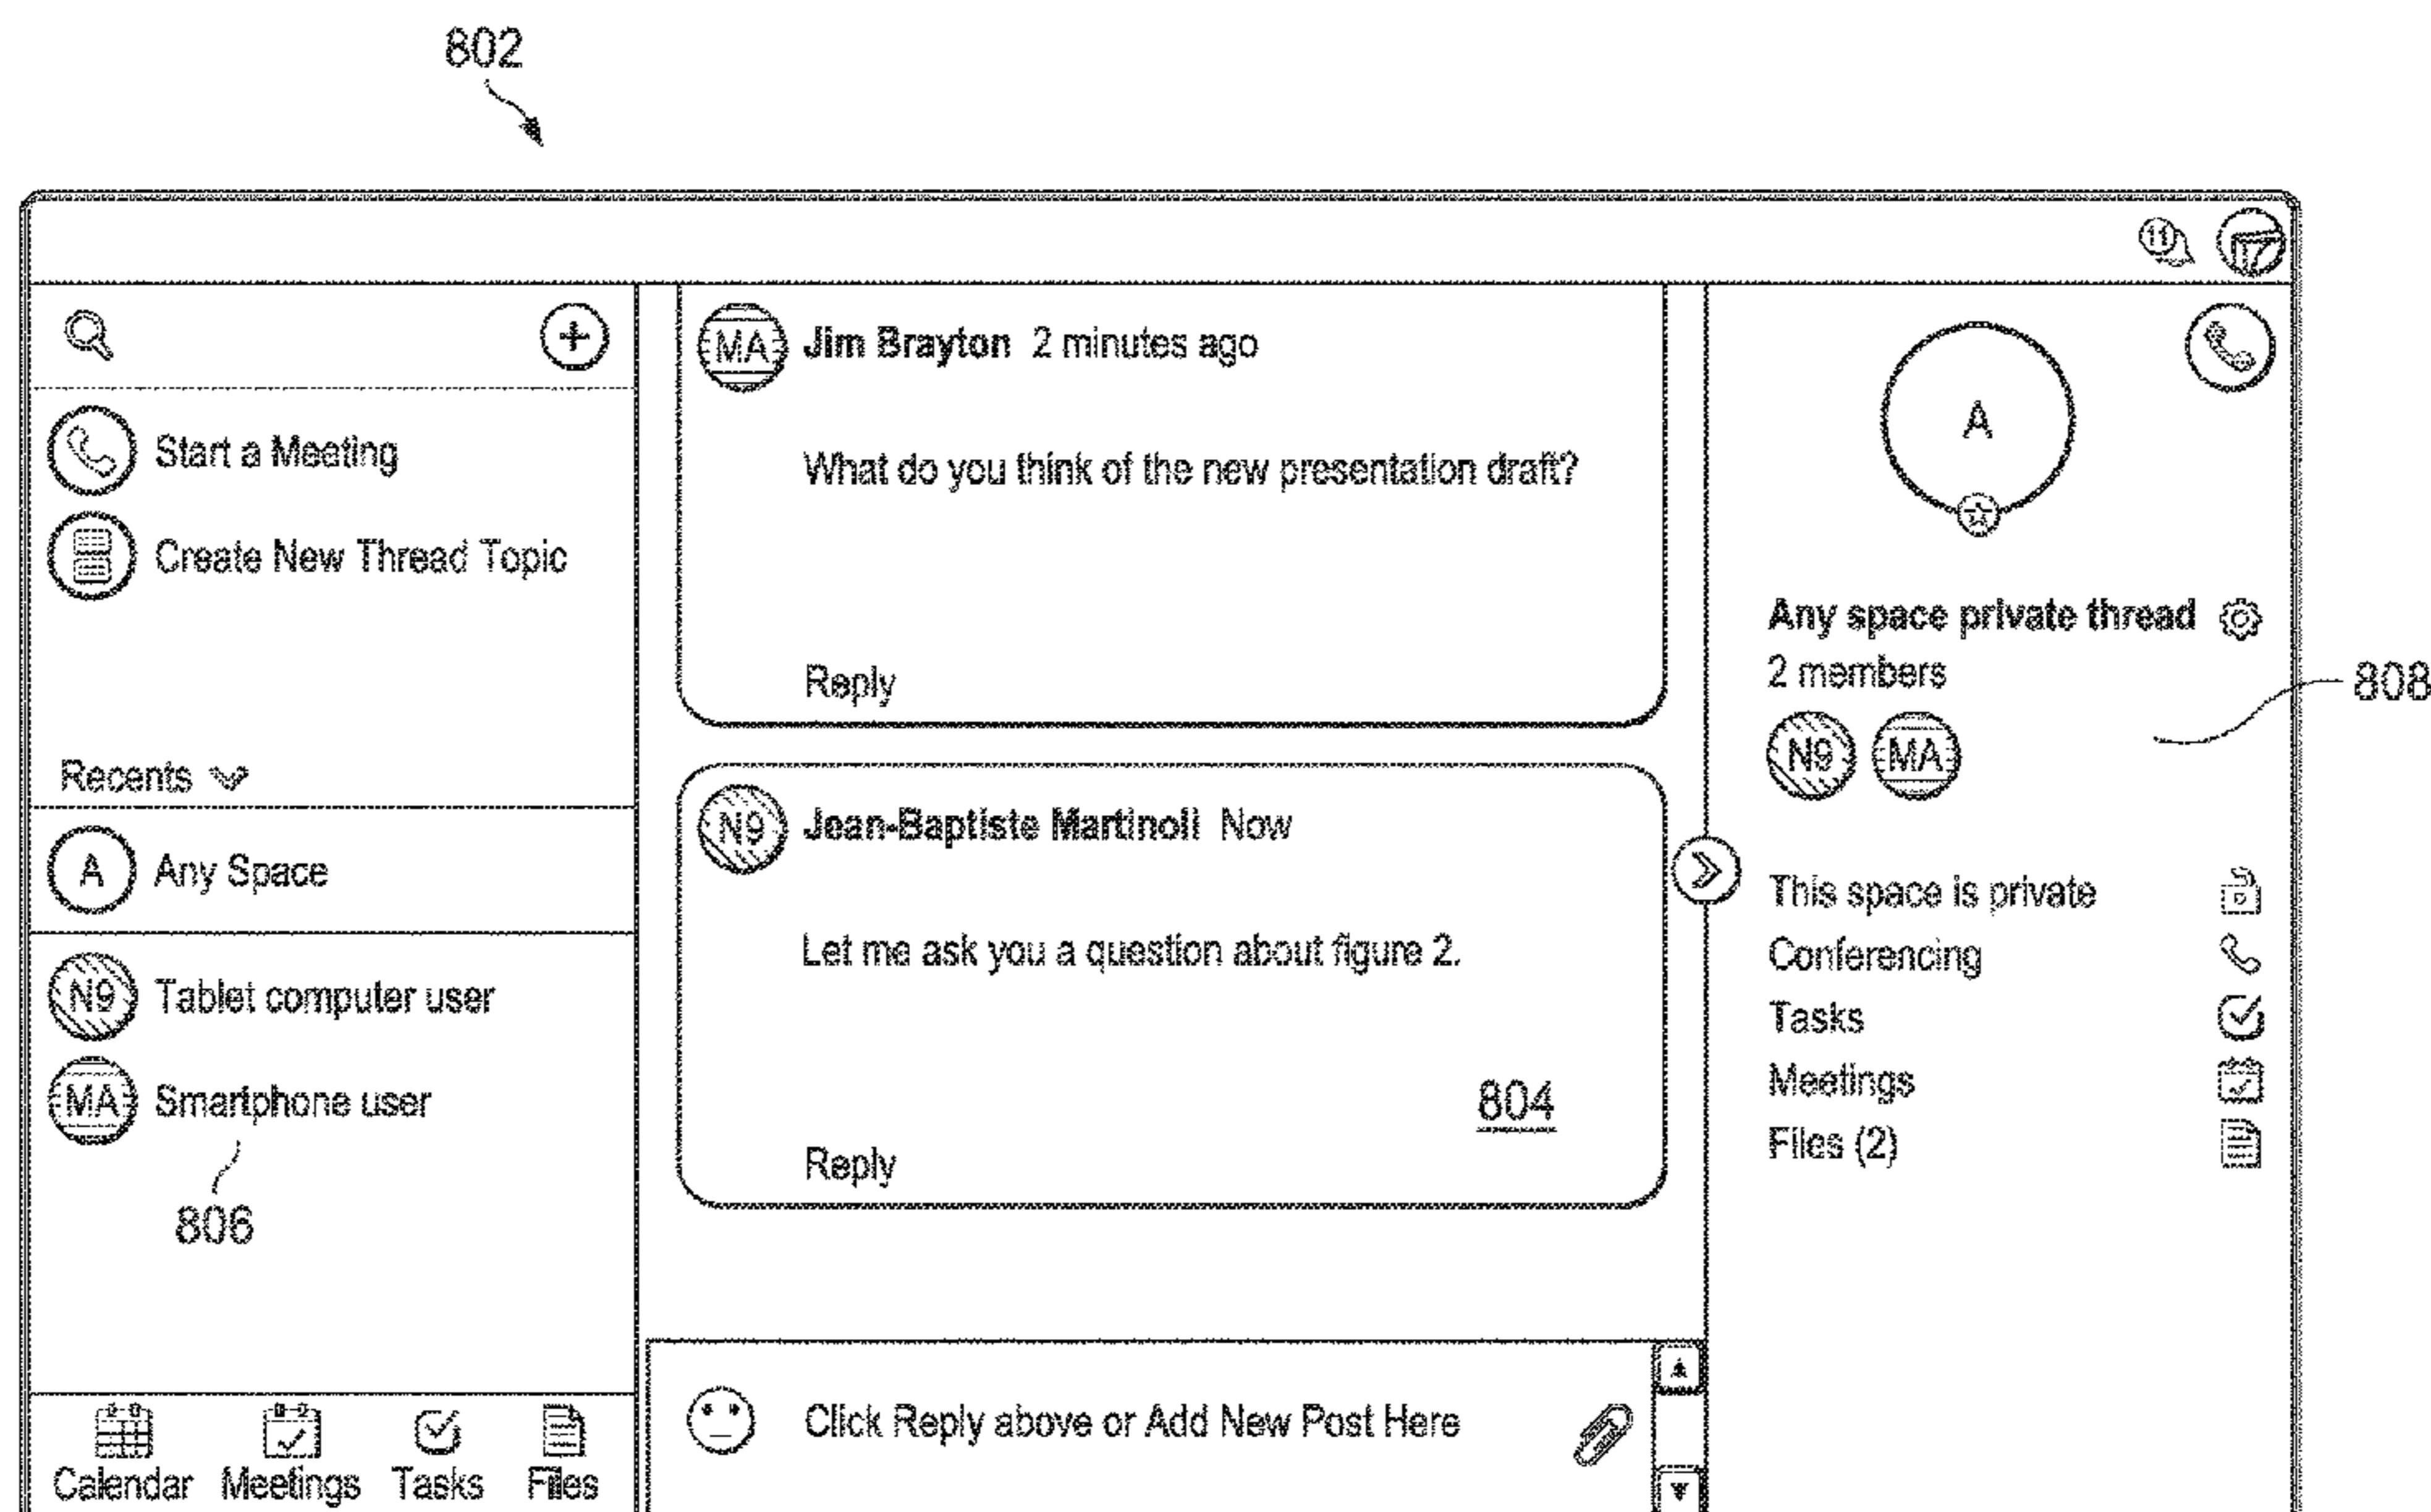 802
11
Start a Meeting
Create New Thread Topic
Recents
A Any Space
N9 Tablet computer user
MA Smartphone user
806
Calendar Meetings Tasks Files
MA Jim Brayton 2 minutes ago
What do you think of the new presentation draft?
Reply
N9 Jean-Baptiste Martinoli Now
Let me ask you a question about figure 2.
804
Reply
Click Reply above or Add New Post Here
A
Any space private thread
2 members
808
N9 MA
This space is private
Conferencing
Tasks
Meetings
Files (2)